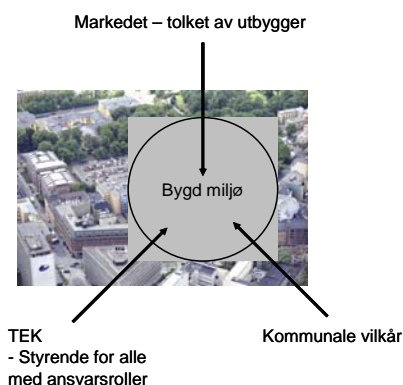 Markedet – tolket av utbygger
Bygd miljø
TEK
- Styrende for alle
med ansvarsroller
Kommunale vilkår